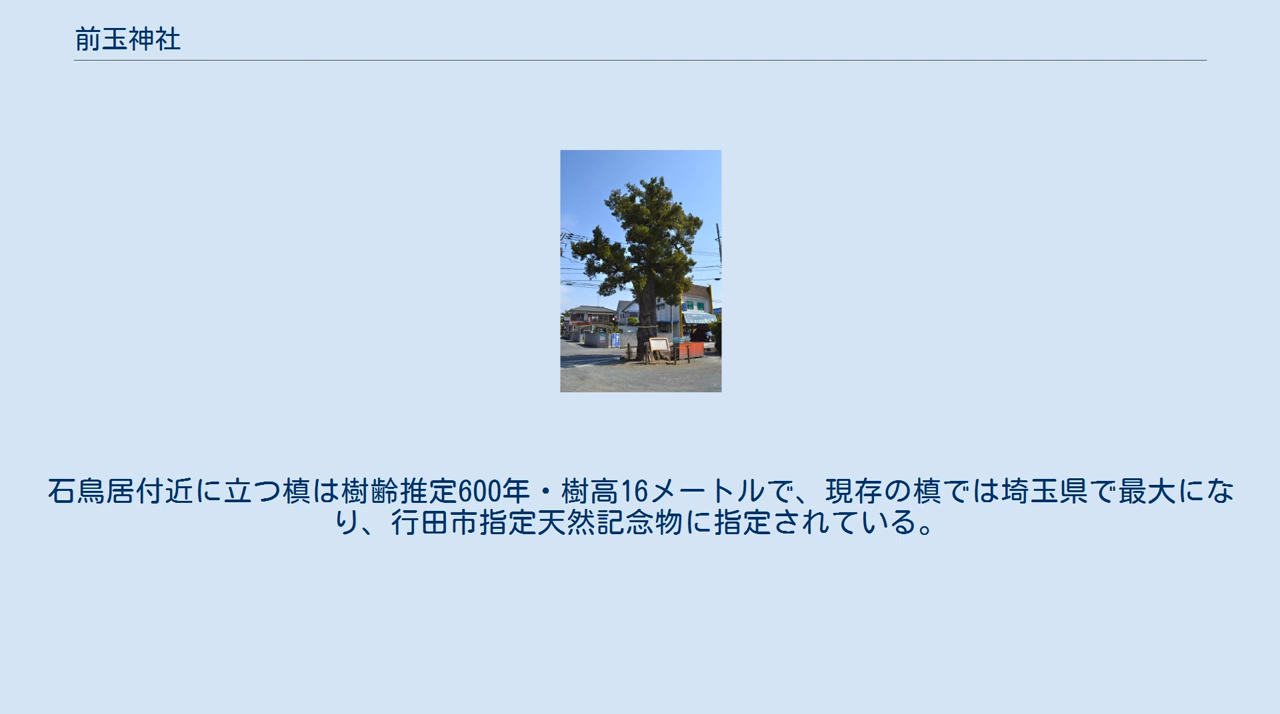 前玉神社
石鳥居付近に立つ槙は樹齢推定600年・樹高16メートルで、現存の槙では埼玉県で最大にな
り、行田市指定天然記念物に指定されている。